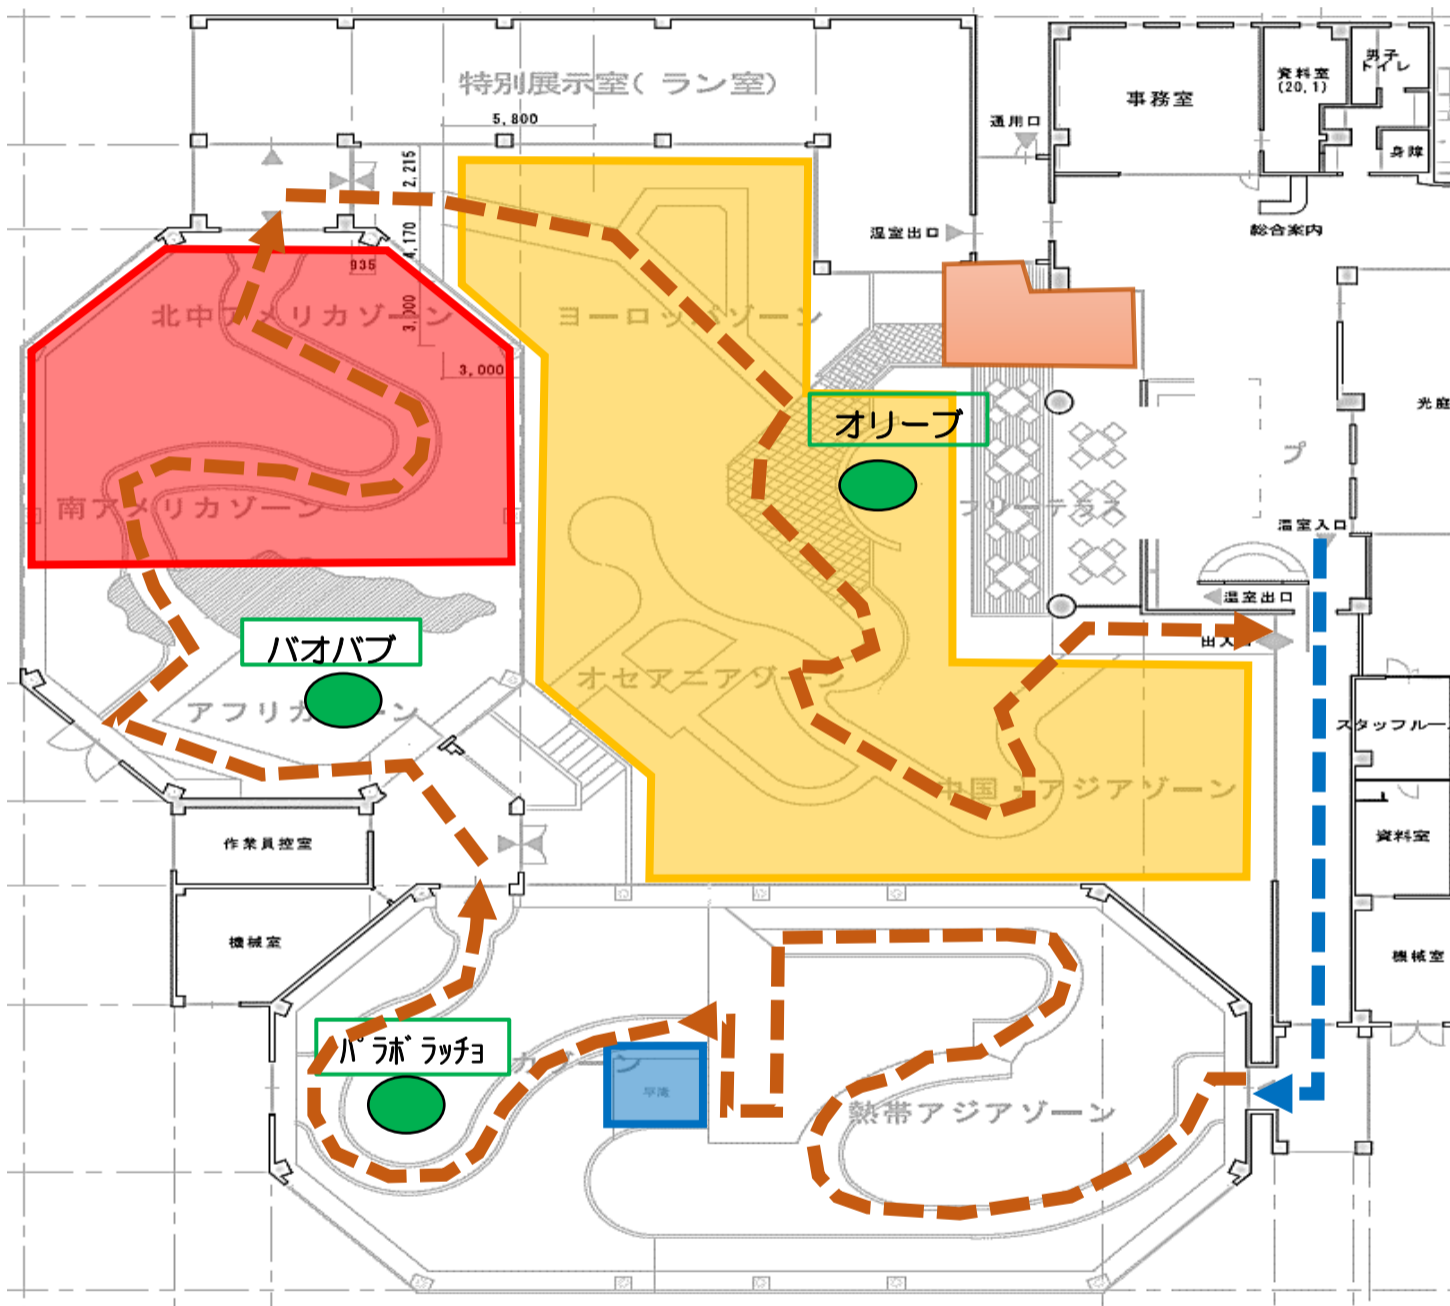 特別展示室(ラン室)
5,800
2,215
4,170
935
3,000
3,000
事務室
資料室
(20,1)
男子
トイレ
身障
通用口
温室出口
総合案内
北中アメリカゾーン
ヨーロッパゾーン
オリーブ
光庭
プ
南アメリカゾーン
フリーテラス
温室入口
温室出口
出入口
バオバブ
オセアニアゾーン
アフリカゾーン
スタッフルーム
中国・アジアゾーン
作業員控室
資料室
機械室
機械室
パラボラッチョ
熱帯アジアゾーン